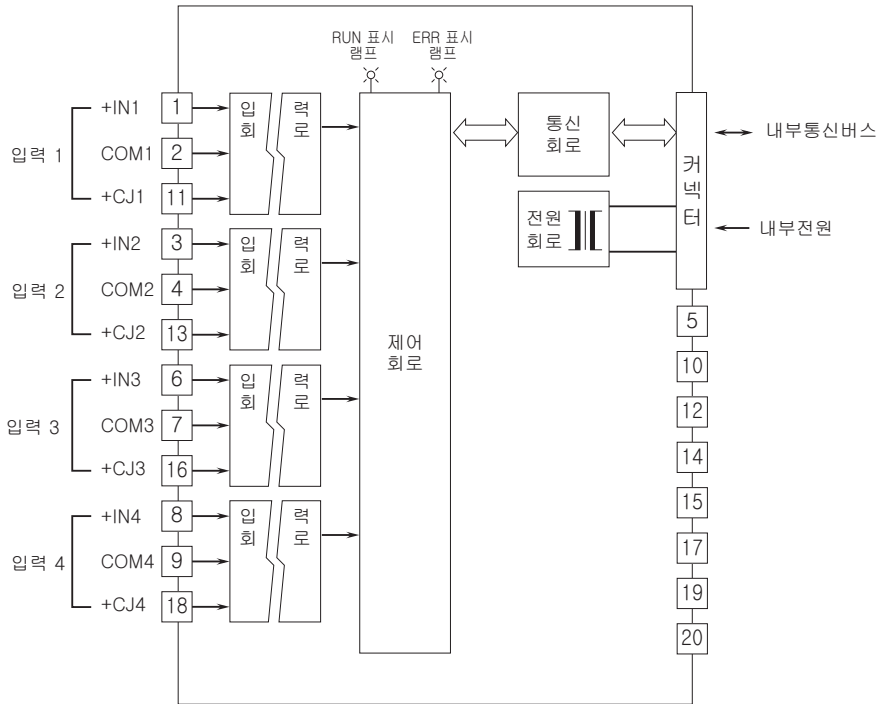 RUN 표시
램프
ERR 표시
램프
입력 1
+IN1
1
COM1
2
+CJ1
11
입 력
회 로
입력 2
+IN2
3
COM2
4
+CJ2
13
입 력
회 로
입력 3
+IN3
6
COM3
7
+CJ3
16
입 력
회 로
입력 4
+IN4
8
COM4
9
+CJ4
18
입 력
회 로
제어
회로
통신
회로
전원
회로
커
넥
터
내부통신버스
내부전원
5
10
12
14
15
17
19
20